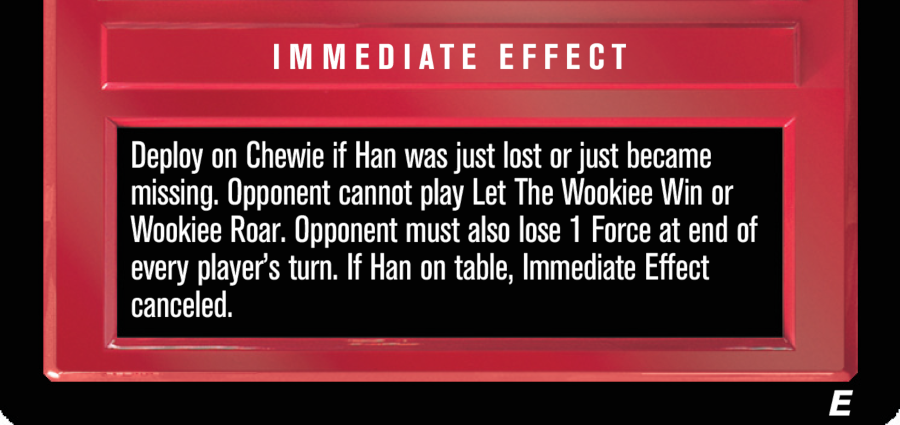 IMMEDIATE EFFECT
Deploy on Chewie if Han was just lost or just became
missing. Opponent cannot play Let The Wookiee Win or
Wookiee Roar. Opponent must also lose 1 Force at end of
every player's turn. If Han on table, Immediate Effect
canceled.
E